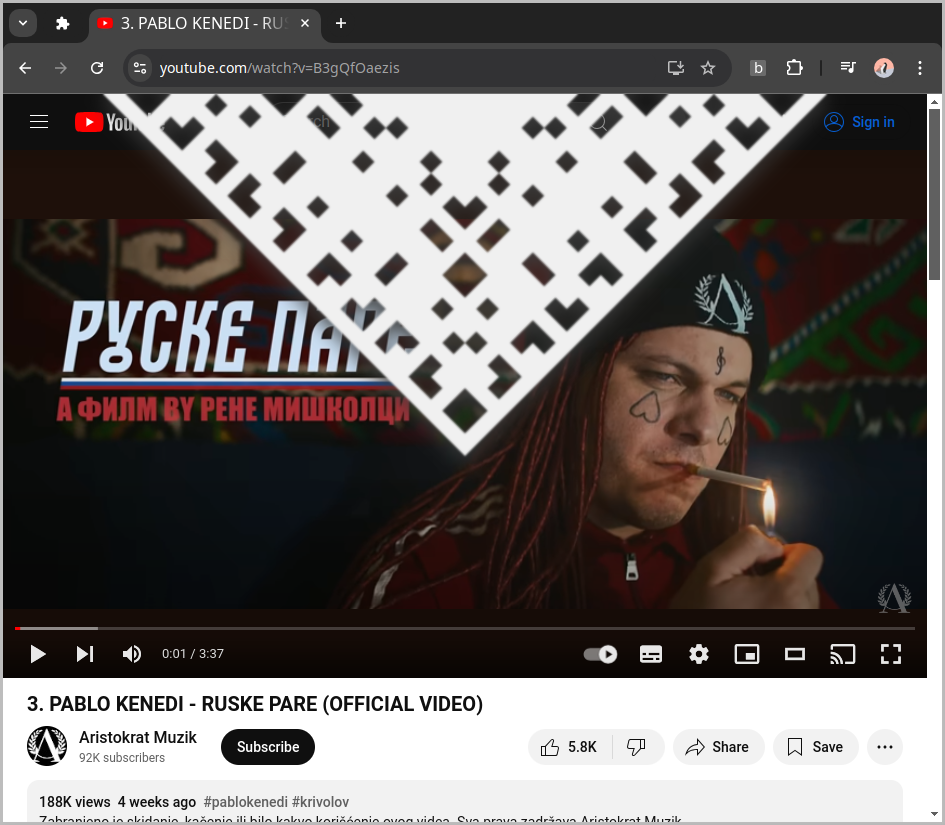 3. PABLO KENEDI - RUS
youtube.com/watch?v=B3gQfOaezis
b
Sign in
РУСКЕ ПАРЕ
А ФИЛМ BY РЕНЕ МИШКОЛЦИ
0:01 / 3:37
3. PABLO KENEDI - RUSKE PARE (OFFICIAL VIDEO)
Aristokrat Muzik
92K subscribers
Subscribe
5.8K
Share
Save
188K views 4 weeks ago #pablokenedi #krivolov
Zabranjeno je skidanje, kačenje ili bilo kakvo korišćenje ovog videa. Sva prava zadržava Aristokrat Muzik